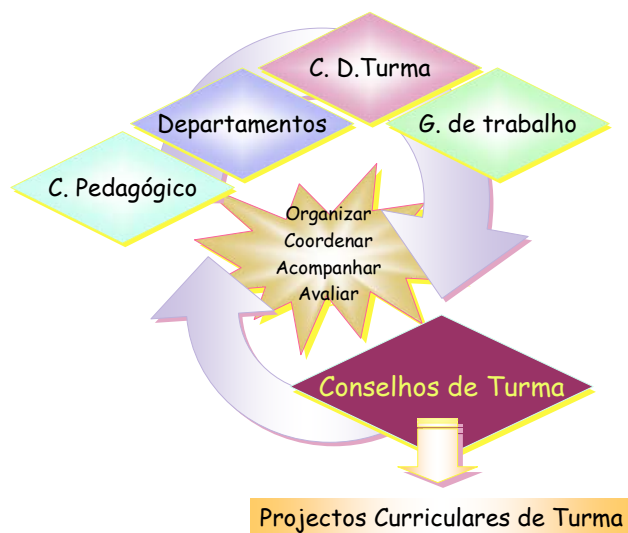 C. D.Turma
Departamentos
G. de trabalho
C. Pedagógico
Organizar
Coordenar
Acompanhar
Avaliar
Conselhos de Turma
Projectos Curriculares de Turma